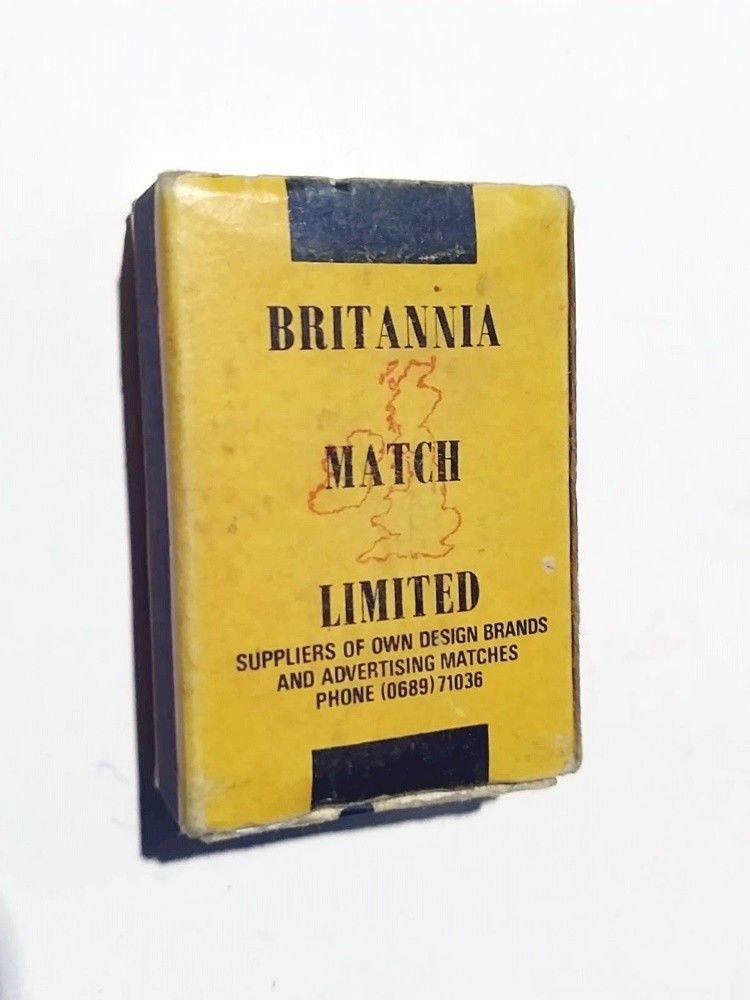 BRITANNIA
MATCH
LIMITED
SUPPLIERS OF OWN DESIGN BRANDS
AND ADVERTISING MATCHES
PHONE (0689) 71036